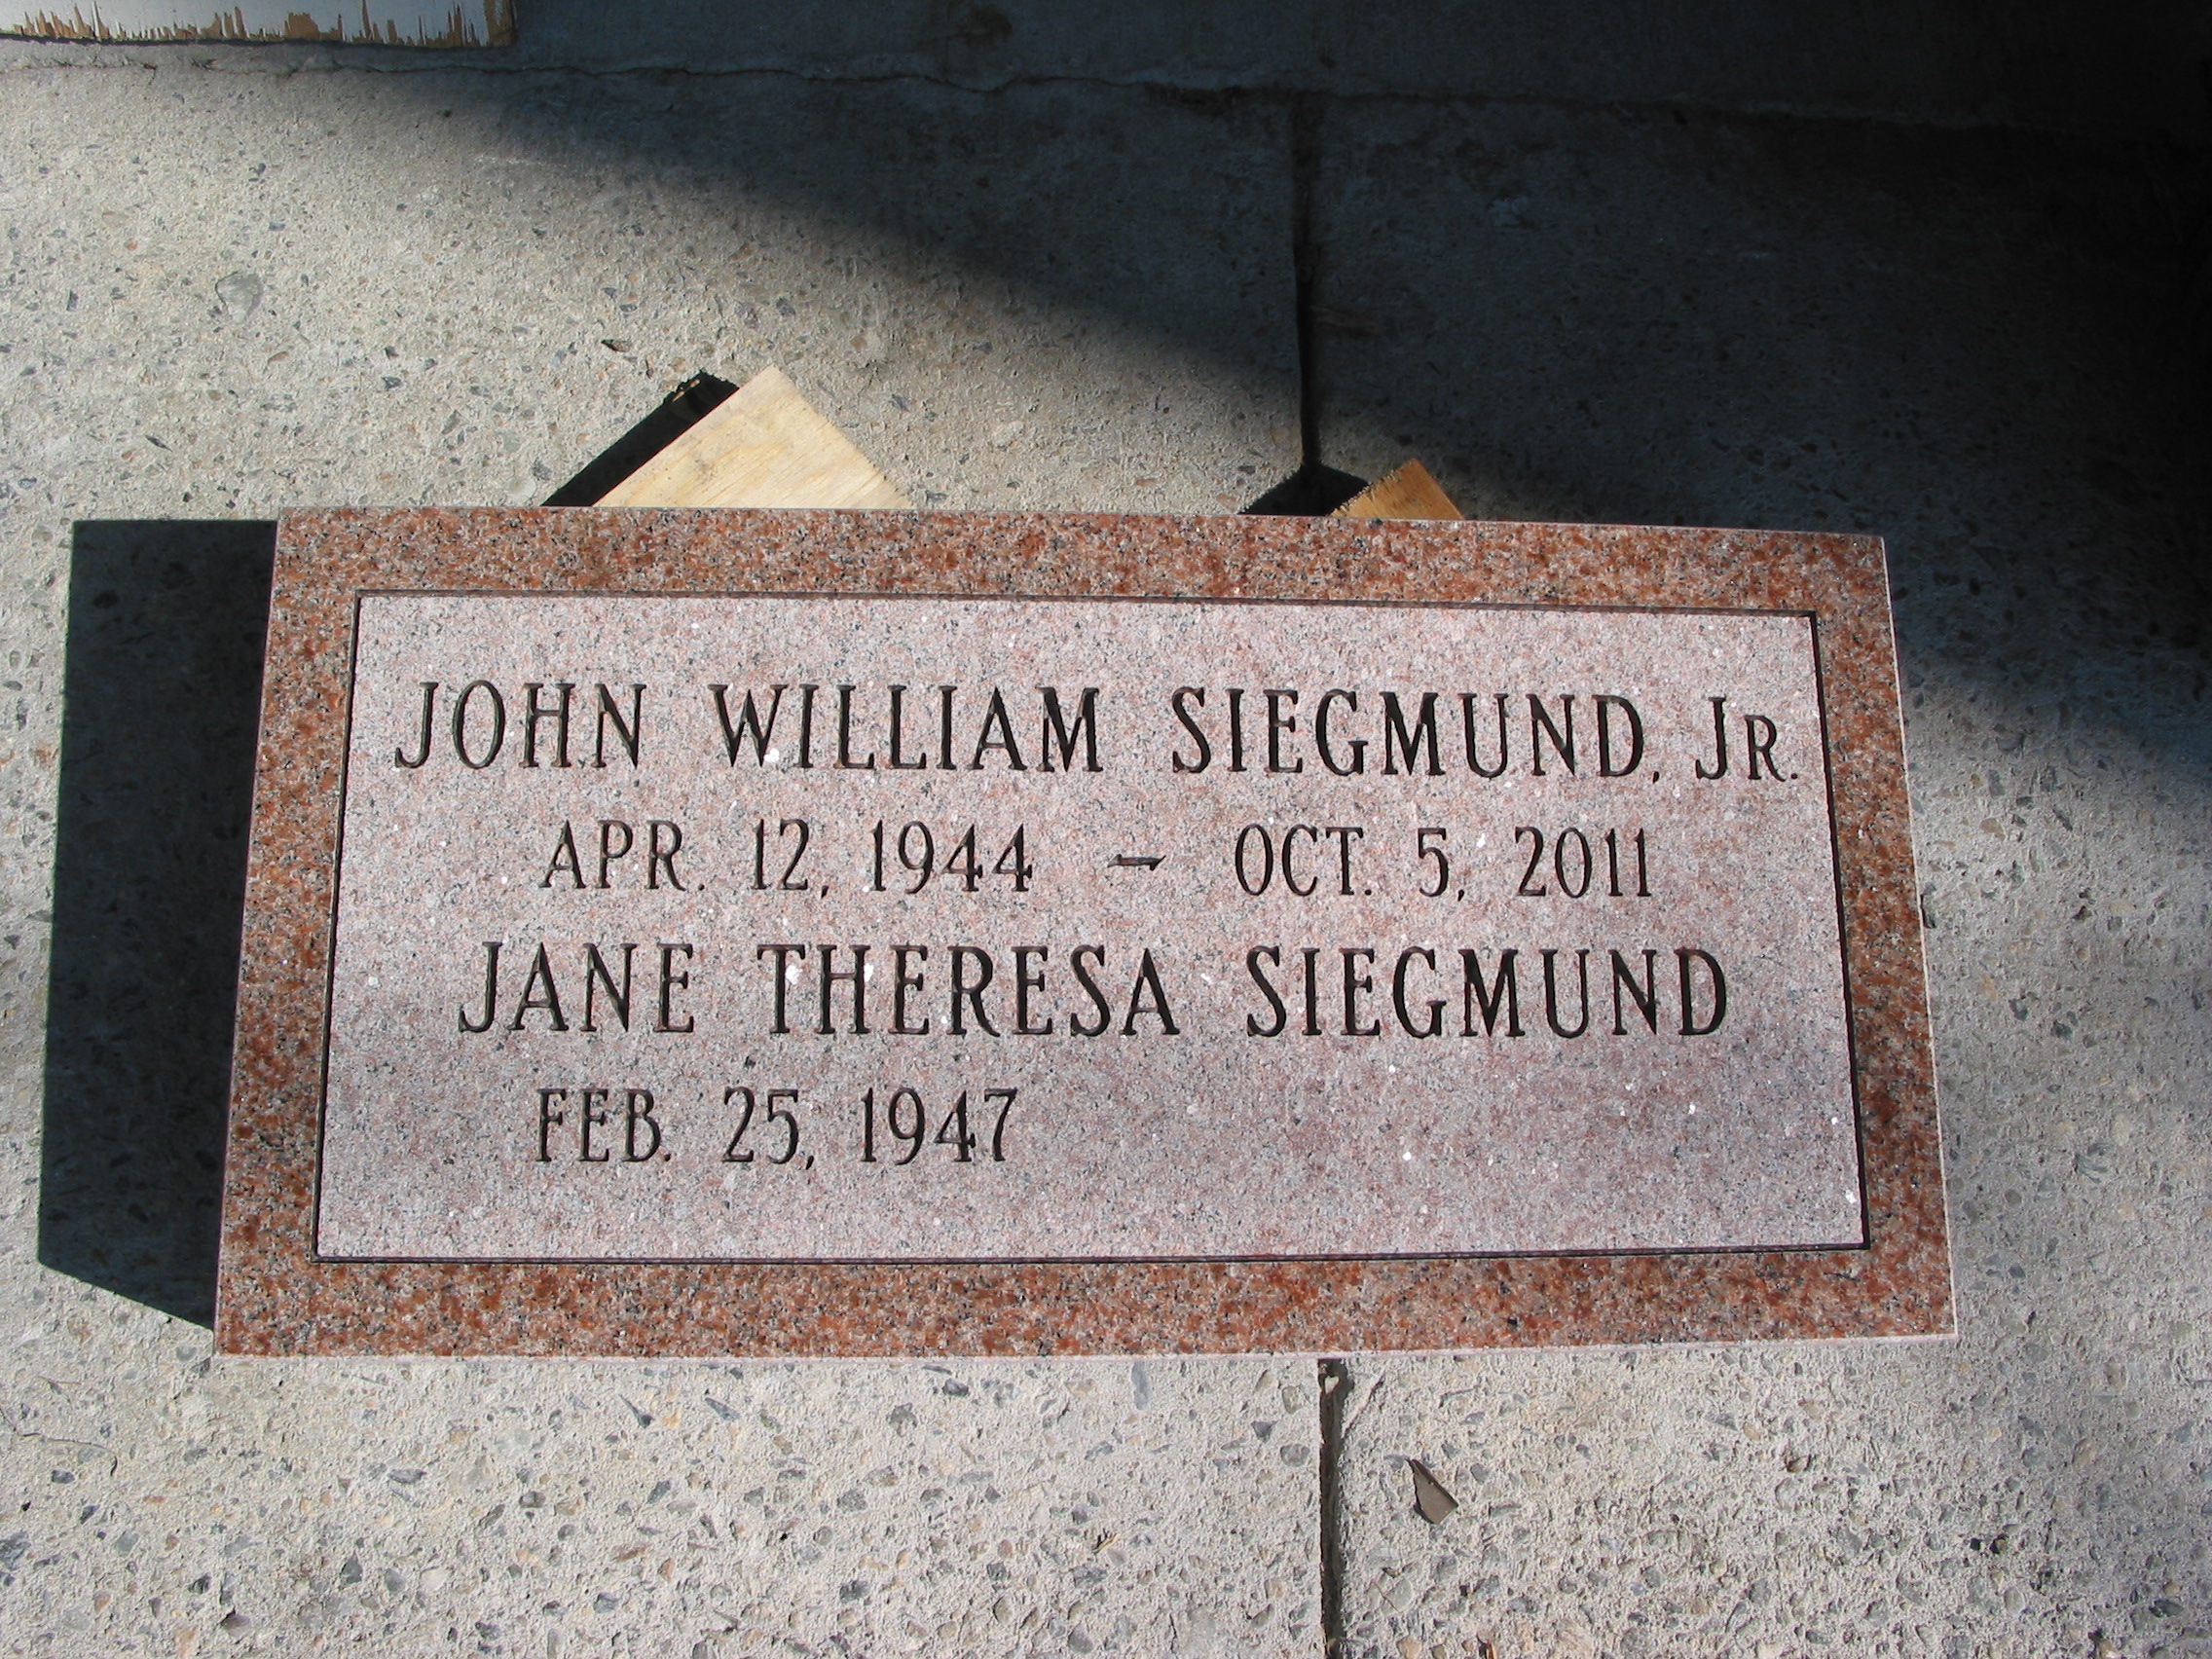 JOHN WILLIAM SIEGMUND, JR.
APR. 12, 1944 – OCT. 5, 2011
JANE THERESA SIEGMUND
FEB. 25, 1947